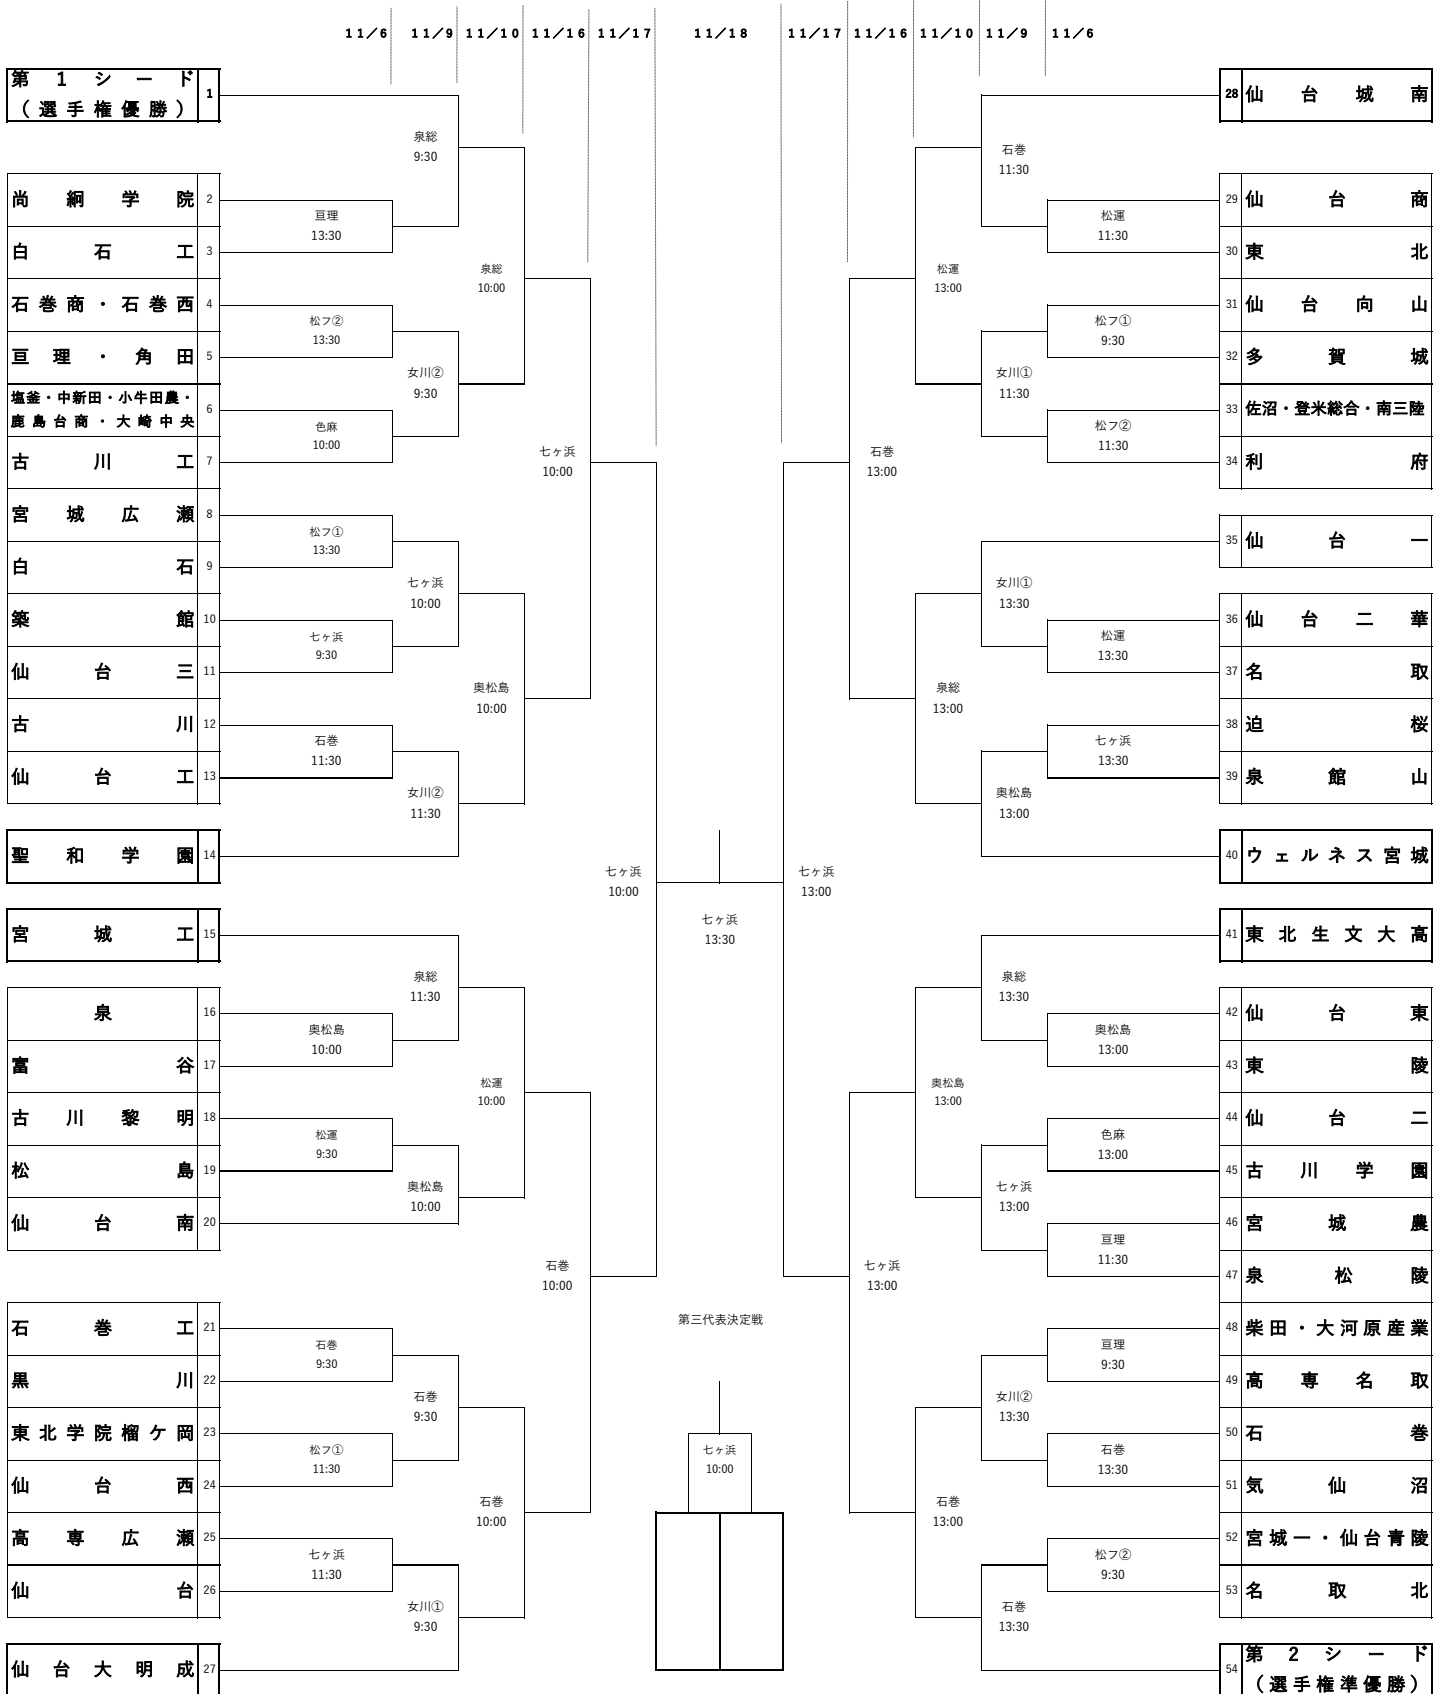 11/6 11/9 11/10 11/16 11/17 11/18 11/17 11/16 11/10 11/9 11/6
第1シード
（選手権優勝） 1
泉総
9:30
尚絅学院 2
亘理
13:30
白石工 3
泉総
10:00
石巻商・石巻西 4
松フ②
13:30
亘理・角田 5
女川②
9:30
塩釜・中新田・小牛田農・
鹿島台商・大崎中央 6
色麻
10:00
古川工 7
七ヶ浜
10:00
宮城広瀬 8
松フ①
13:30
白石 9
七ヶ浜
10:00
築館 10
七ヶ浜
9:30
仙台三 11
奥松島
10:00
古川 12
石巻
11:30
仙台工 13
女川②
11:30
聖和学園 14
七ヶ浜
10:00
宮城工 15
泉総
11:30
泉 16
奥松島
10:00
富谷 17
松運
10:00
古川黎明 18
松運
9:30
松島 19
奥松島
10:00
仙台南 20
石巻
10:00
石巻工 21
石巻
9:30
黒川 22
石巻
9:30
東北学院榴ケ岡 23
松フ①
11:30
仙台西 24
石巻
10:00
高専広瀬 25
七ヶ浜
11:30
仙台 26
女川①
9:30
仙台大明成 27
七ヶ浜
13:30
第三代表決定戦
七ヶ浜
10:00
28 仙台城南
石巻
11:30
29 仙台商
松運
11:30
30 東北
松運
13:00
31 仙台向山
松フ①
9:30
32 多賀城
女川①
11:30
33 佐沼・登米総合・南三陸
松フ②
11:30
34 利府
石巻
13:00
35 仙台一
女川①
13:30
36 仙台二華
松運
13:30
37 名取
泉総
13:00
38 迫桜
七ヶ浜
13:30
39 泉館山
奥松島
13:00
40 ウェルネス宮城
七ヶ浜
13:00
41 東北生文大高
泉総
13:30
42 仙台東
奥松島
13:00
43 東陵
奥松島
13:00
44 仙台二
色麻
13:00
45 古川学園
七ヶ浜
13:00
46 宮城農
亘理
11:30
47 泉松陵
七ヶ浜
13:00
48 柴田・大河原産業
亘理
9:30
49 高専名取
女川②
13:30
50 石巻
石巻
13:30
51 気仙沼
石巻
13:00
52 宮城一・仙台青陵
松フ②
9:30
53 名取北
石巻
13:30
54 第2シード
（選手権準優勝）